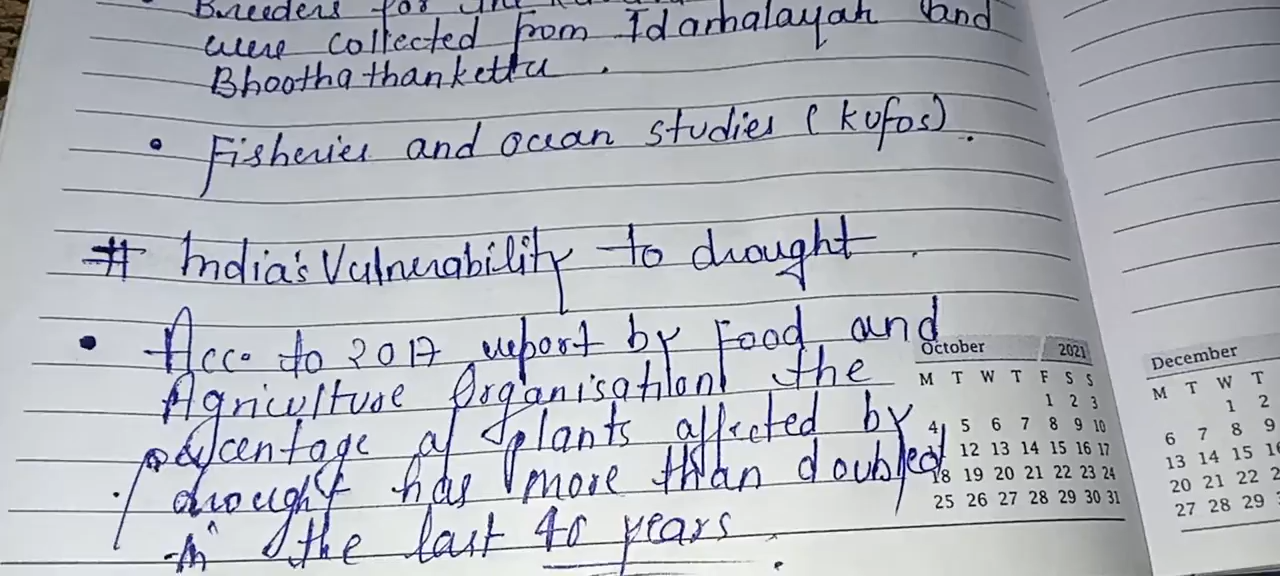 Breeders for the
were collected from Idamalayar and
Bhoothathankettu.
• Fisheries and ocean studies (KUFOS).
# India's Vulnerability to drought.
• Acc. to 2017 report by Food and
Agriculture Organisation the
percentage of plants affected by
drought has more than doubled
in the last 40 years.
October 2021
M T W T F S S
1 2 3
4 5 6 7 8 9 10
12 13 14 15 16 17
18 19 20 21 22 23 24
25 26 27 28 29 30 31
December
M T W T
1 2
6 7 8 9
13 14 15
20 21 22
27 28 29